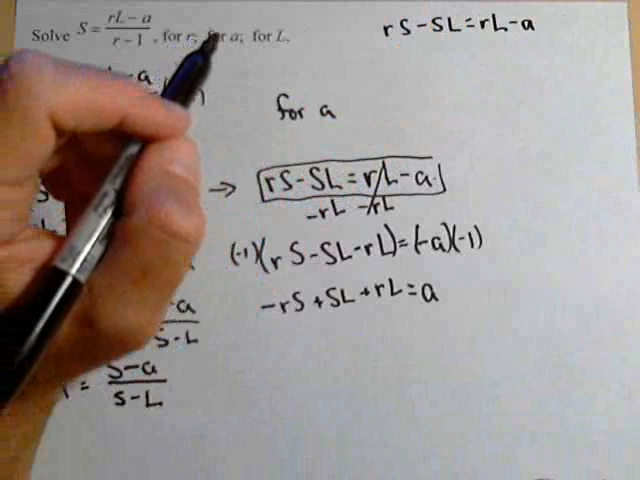 Solve S = rL − a / r − 1 , for r; for a; for L.
rS−SL=rL−a
for a
→ rS−SL=rL−a
−rL −rL
(−1)(rS−SL−rL)=(−a)(−1)
−rS+SL+rL=a
S−L
= S−a / S−L